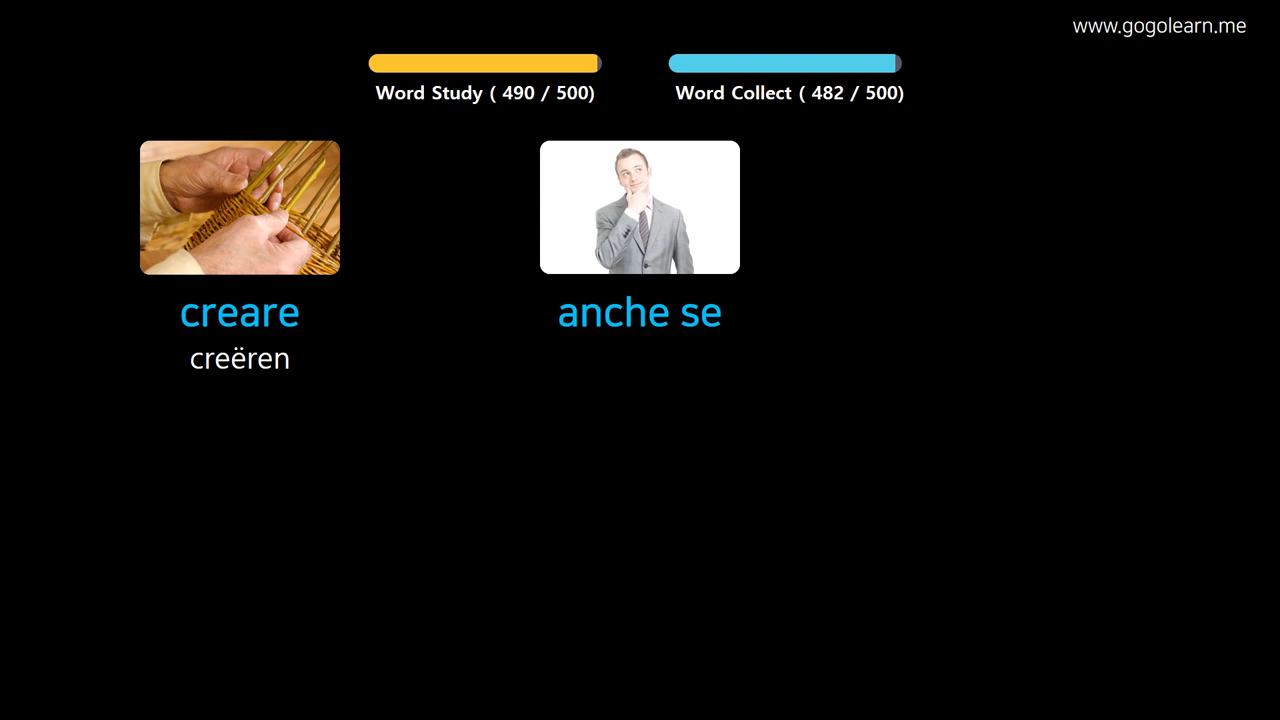 www.gogolearn.me
Word Study ( 490 / 500)
Word Collect ( 482 / 500)
creare
creëren
anche se